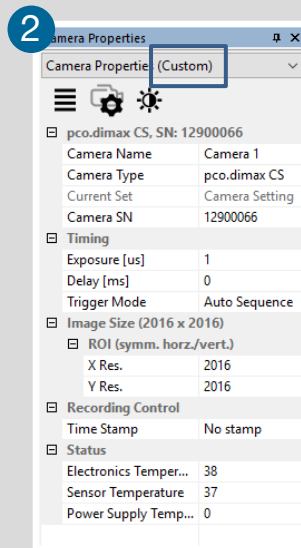 2
amera Properties
Camera Propertie (Custom)
pco.dimax CS, SN: 12900066
Camera Name Camera 1
Camera Type pco.dimax CS
Current Set Camera Setting
Camera SN 12900066
Timing
Exposure [us] 1
Delay [ms] 0
Trigger Mode Auto Sequence
Image Size (2016 x 2016)
ROI (symm. horz./vert.)
X Res. 2016
Y Res. 2016
Recording Control
Time Stamp No stamp
Status
Electronics Temper... 38
Sensor Temperature 37
Power Supply Temp... 0